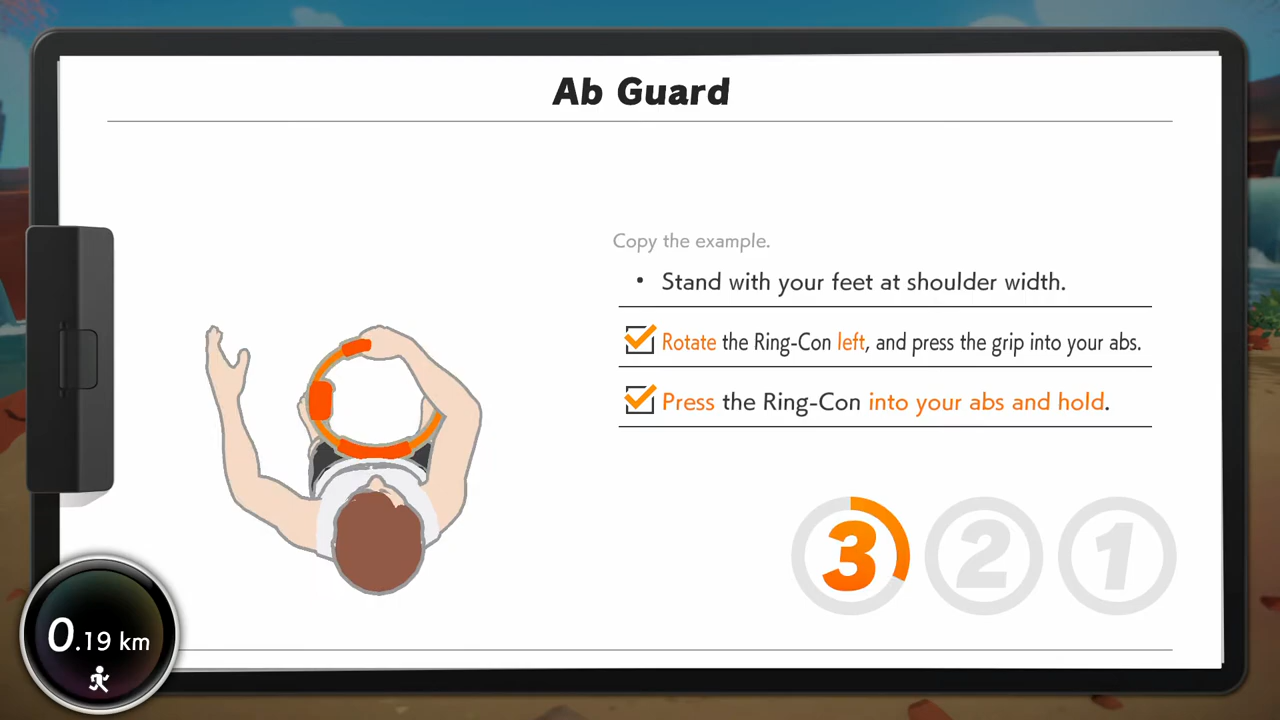 Ab Guard
Copy the example.
• Stand with your feet at shoulder width.
Rotate the Ring-Con left, and press the grip into your abs.
Press the Ring-Con into your abs and hold.
3 2 1
0.19 km